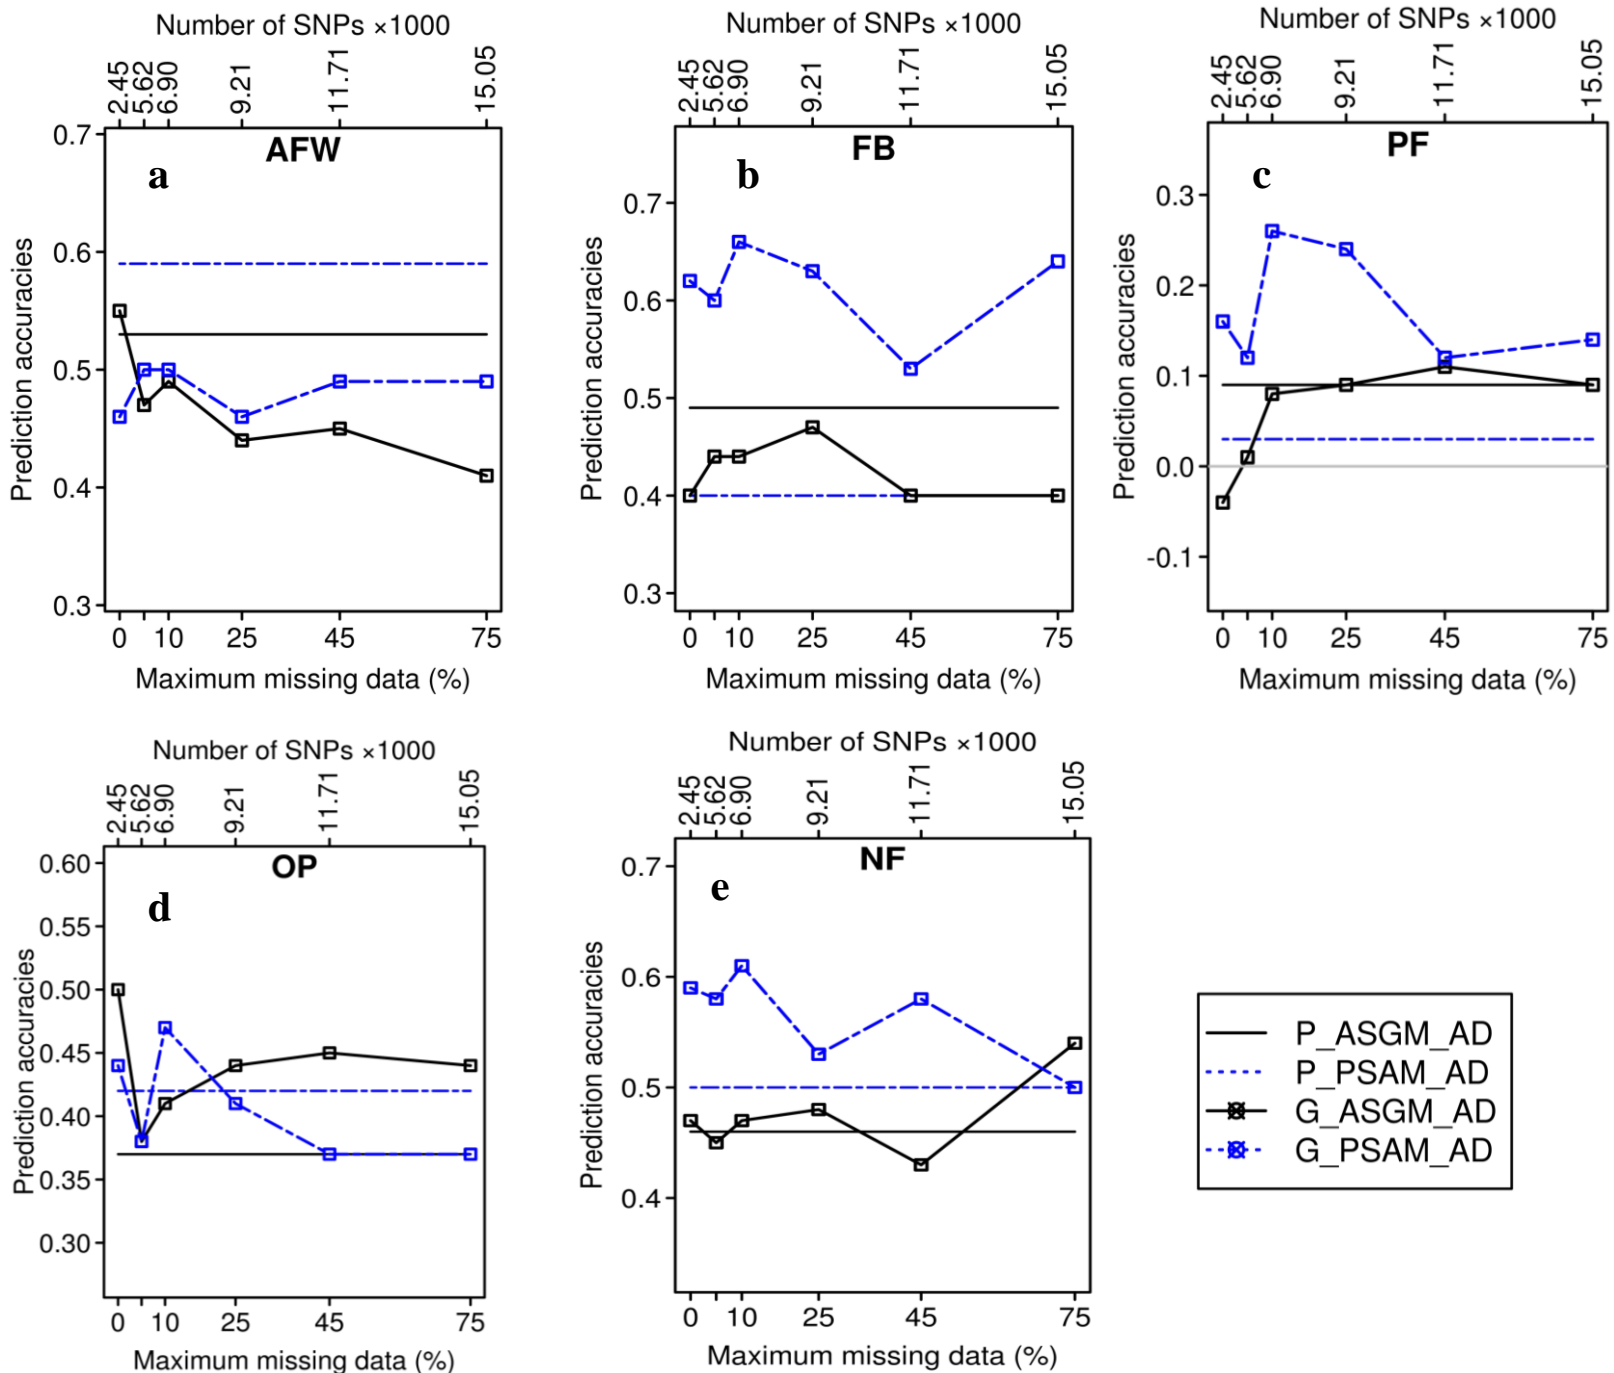 Number of SNPs ×1000
2.45 5.62 6.90 9.21 11.71 15.05
AFW
a
Prediction accuracies
0.7
0.6
0.5
0.4
0.3
0 10 25 45 75
Maximum missing data (%)
Number of SNPs ×1000
2.45 5.62 6.90 9.21 11.71 15.05
FB
b
Prediction accuracies
0.7
0.6
0.5
0.4
0.3
0 10 25 45 75
Maximum missing data (%)
Number of SNPs ×1000
2.45 5.62 6.90 9.21 11.71 15.05
PF
c
Prediction accuracies
0.3
0.2
0.1
0.0
-0.1
0 10 25 45 75
Maximum missing data (%)
Number of SNPs ×1000
2.45 5.62 6.90 9.21 11.71 15.05
OP
d
Prediction accuracies
0.60
0.55
0.50
0.45
0.40
0.35
0.30
0 10 25 45 75
Maximum missing data (%)
Number of SNPs ×1000
2.45 5.62 6.90 9.21 11.71 15.05
NF
e
Prediction accuracies
0.7
0.6
0.5
0.4
0 10 25 45 75
Maximum missing data (%)
P_ASGM_AD
P_PSAM_AD
G_ASGM_AD
G_PSAM_AD